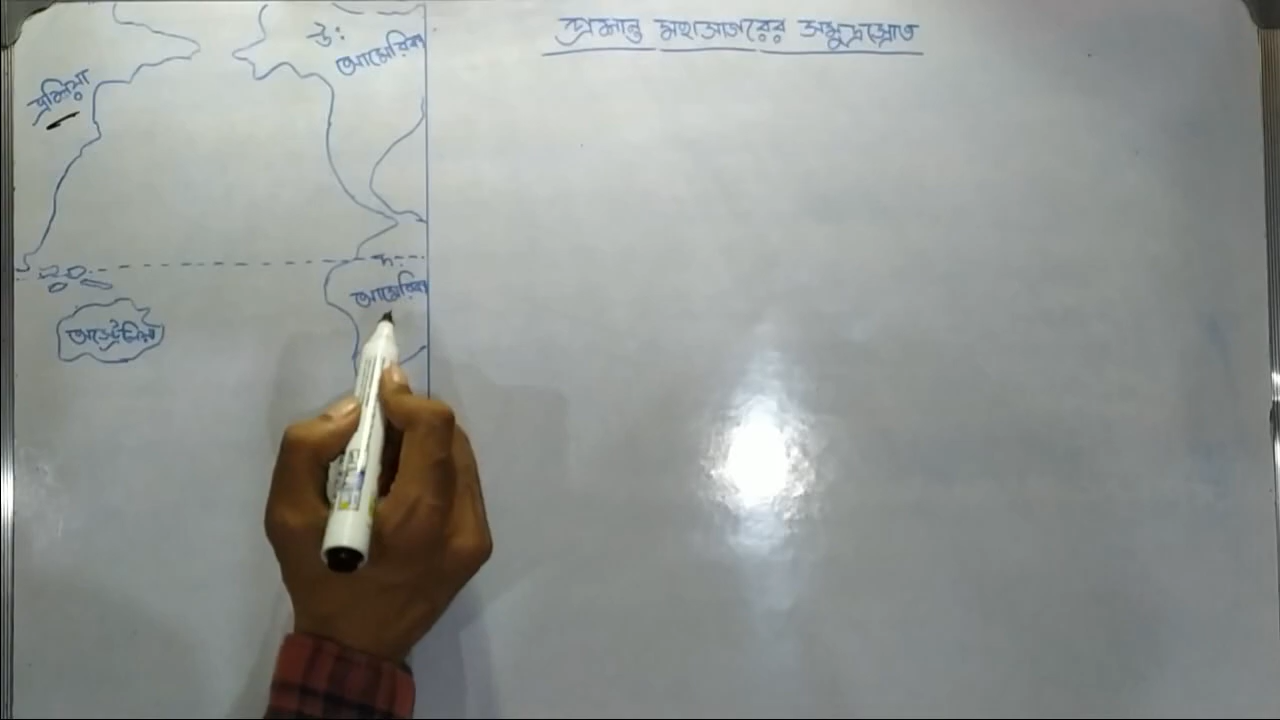 প্রশান্ত মহাসাগরের সমুদ্রস্রোত
উ:
আমেরিকা
এশিয়া
দ:
আমেরিকা
অস্ট্রেলিয়া